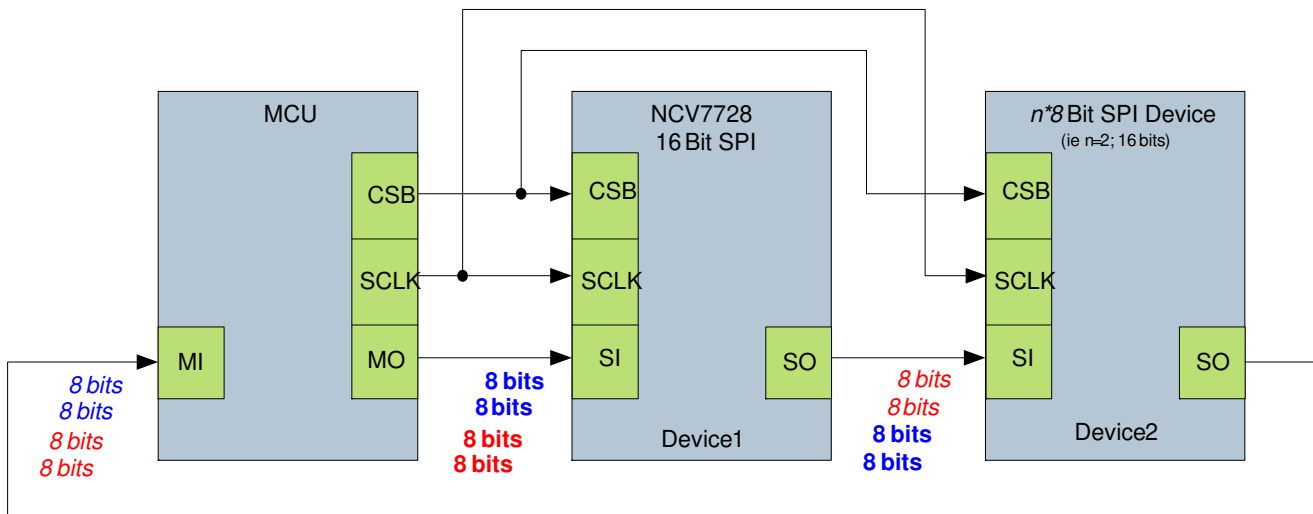 MCU
CSB
SCLK
MI
MO
8 bits
8 bits
8 bits
8 bits
8 bits
8 bits
8 bits
8 bits
NCV7728
16 Bit SPI
CSB
SCLK
SI
SO
Device1
8 bits
8 bits
8 bits
8 bits
n*8 Bit SPI Device
(ie n=2; 16 bits)
CSB
SCLK
SI
SO
Device2